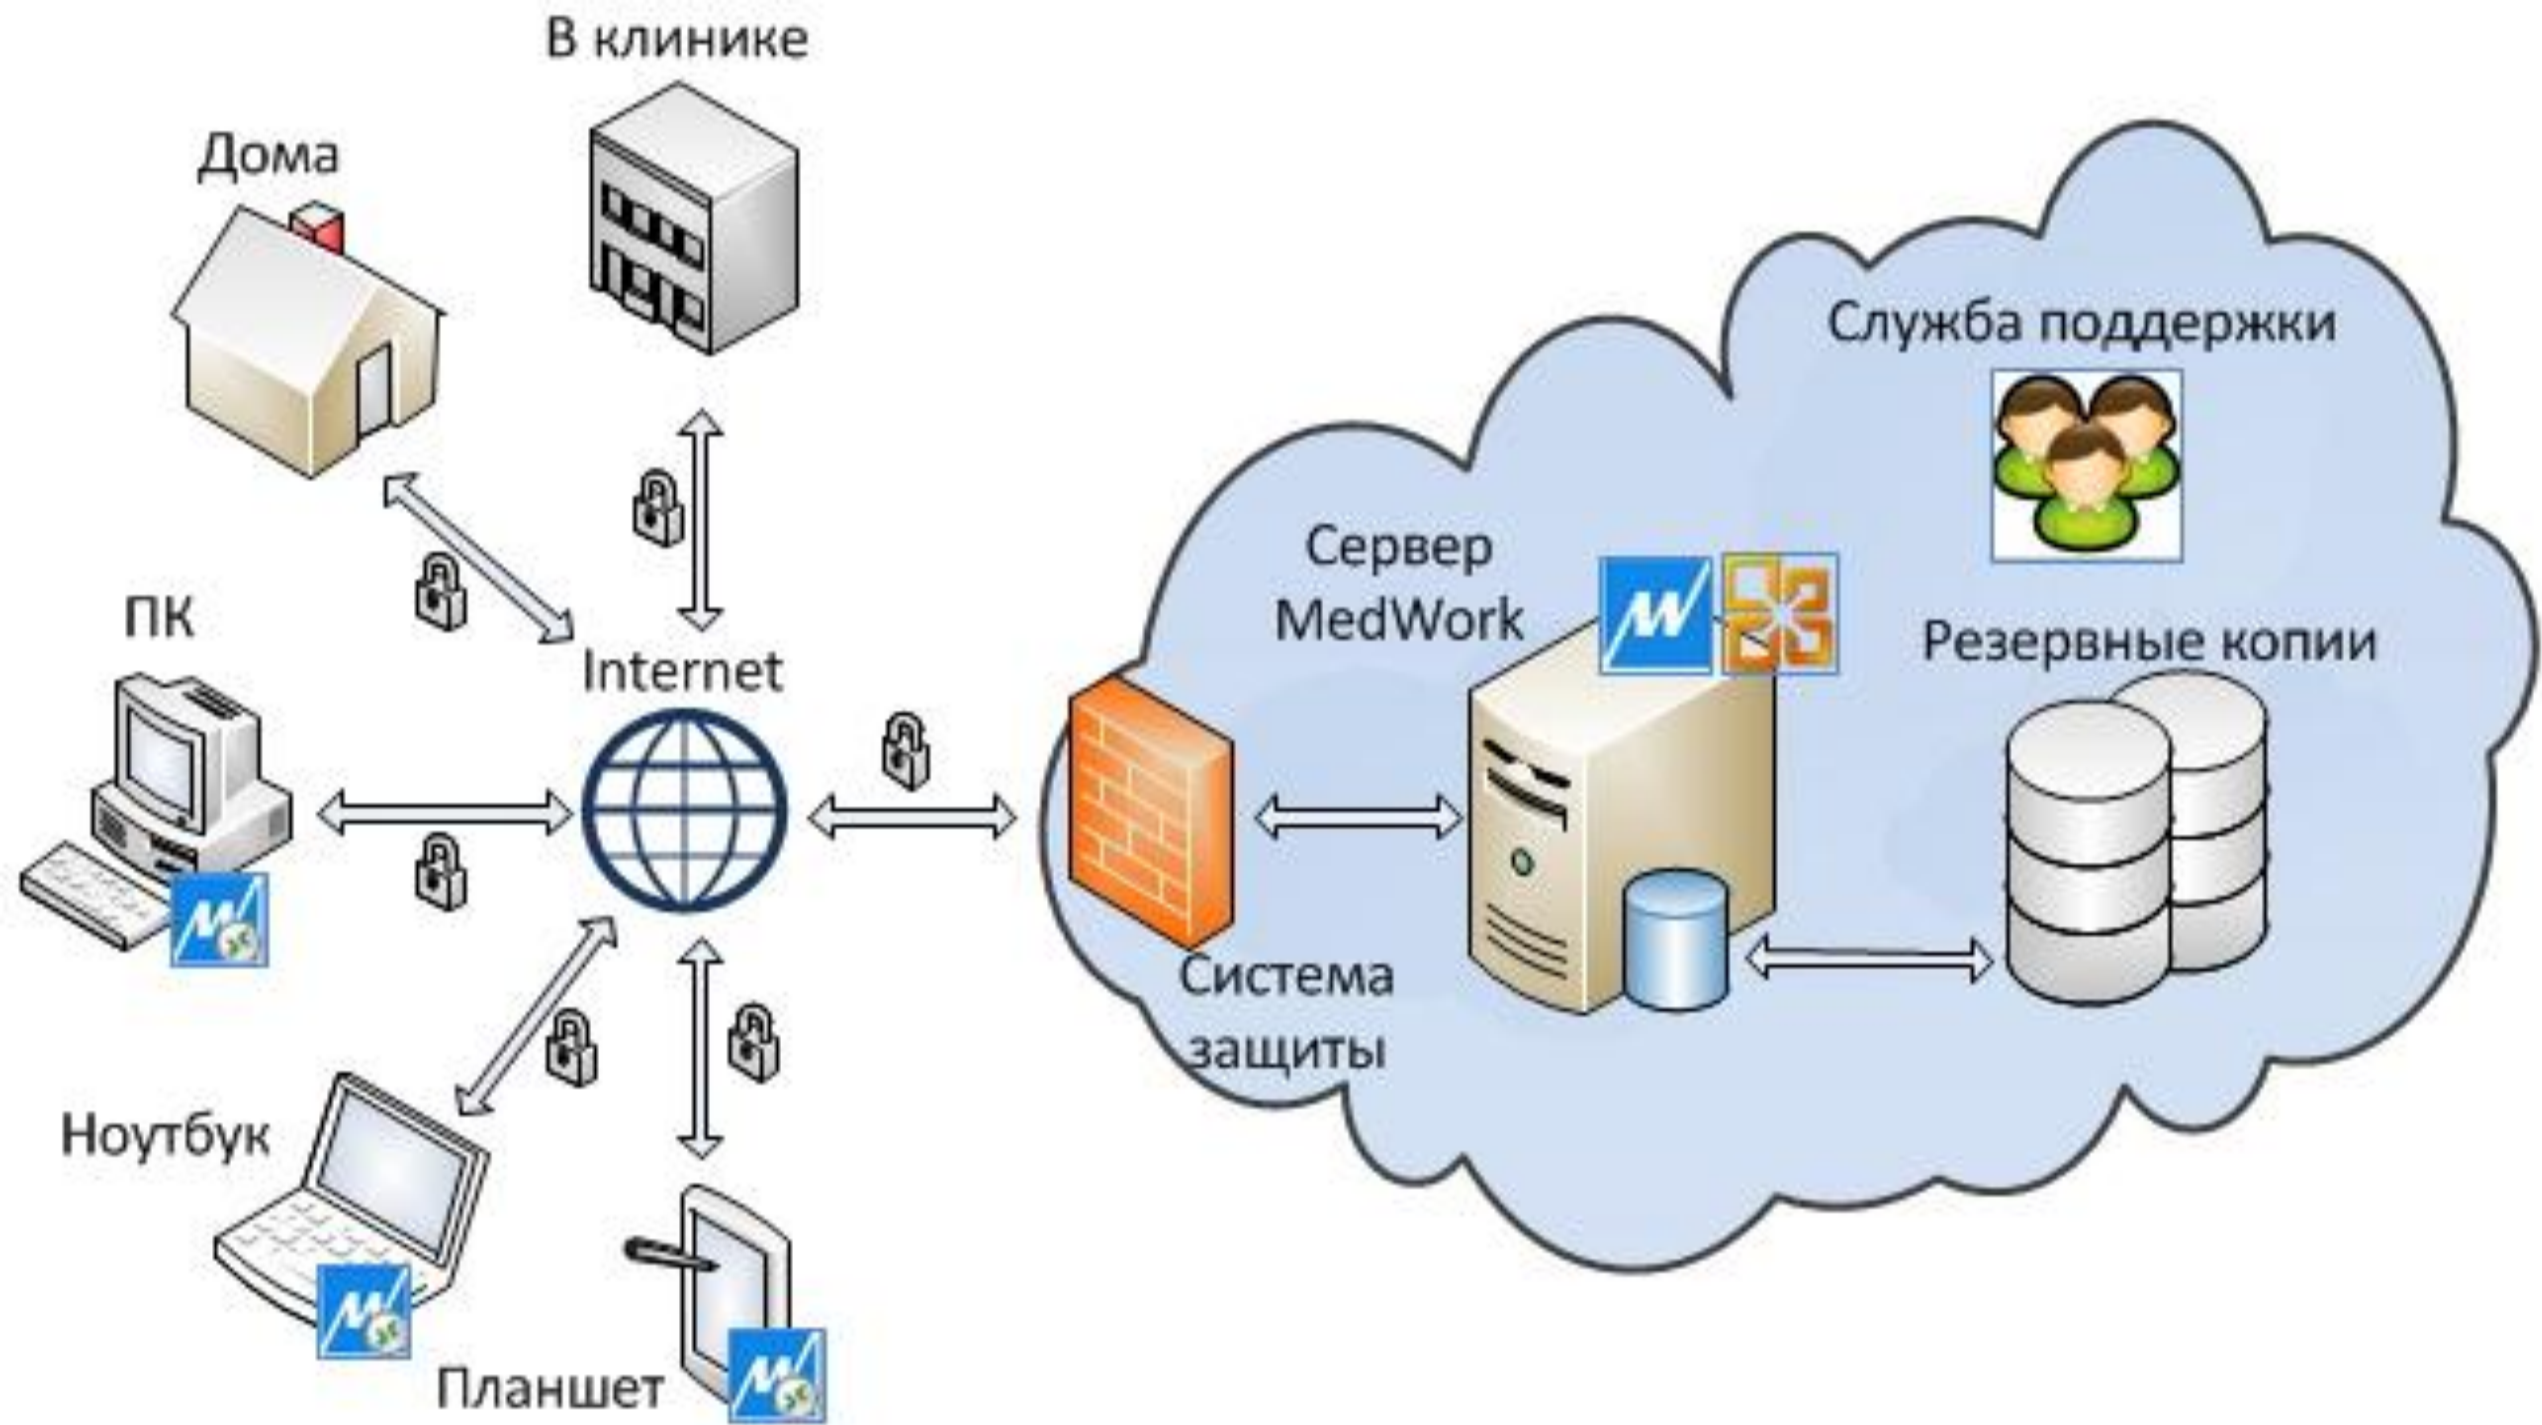 В клинике
Дома
ПК
Internet
Ноутбук
Планшет
Служба поддержки
Сервер
MedWork
Резервные копии
Система
защиты